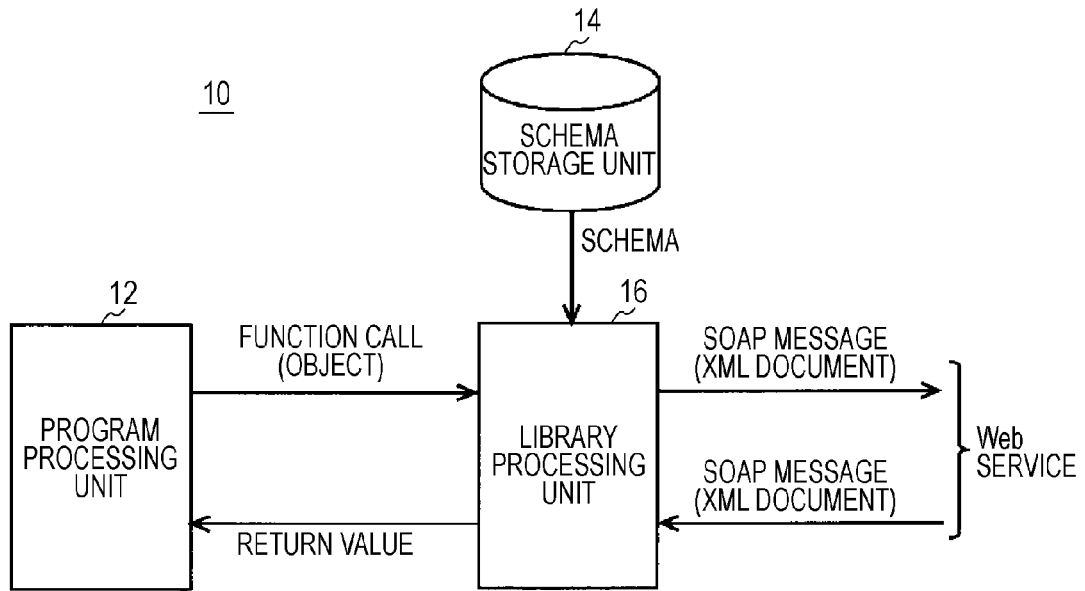 14
10
SCHEMA
STORAGE UNIT
SCHEMA
12
16
FUNCTION CALL
(OBJECT)
SOAP MESSAGE
(XML DOCUMENT)
PROGRAM
PROCESSING
UNIT
LIBRARY
PROCESSING
UNIT
Web
SERVICE
SOAP MESSAGE
(XML DOCUMENT)
RETURN VALUE